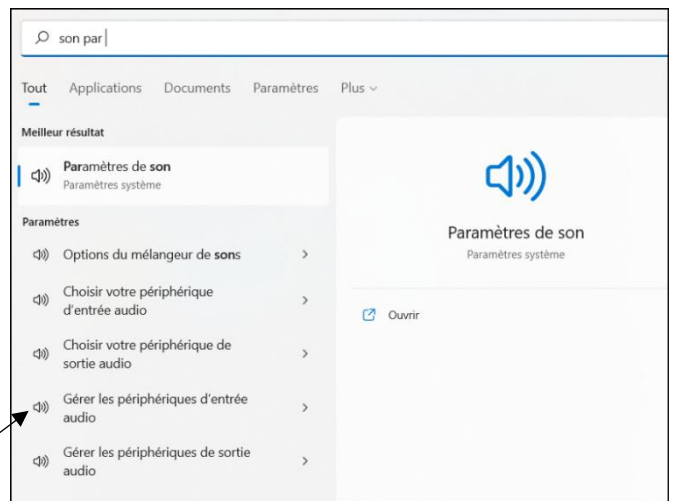 son par
Tout Applications Documents Paramètres Plus
Meilleur résultat
Paramètres de son
Paramètres système
Paramètres
Options du mélangeur de sons
Choisir votre périphérique
d'entrée audio
Choisir votre périphérique de
sortie audio
Gérer les périphériques d'entrée
audio
Gérer les périphériques de sortie
audio
Paramètres de son
Paramètres système
Ouvrir